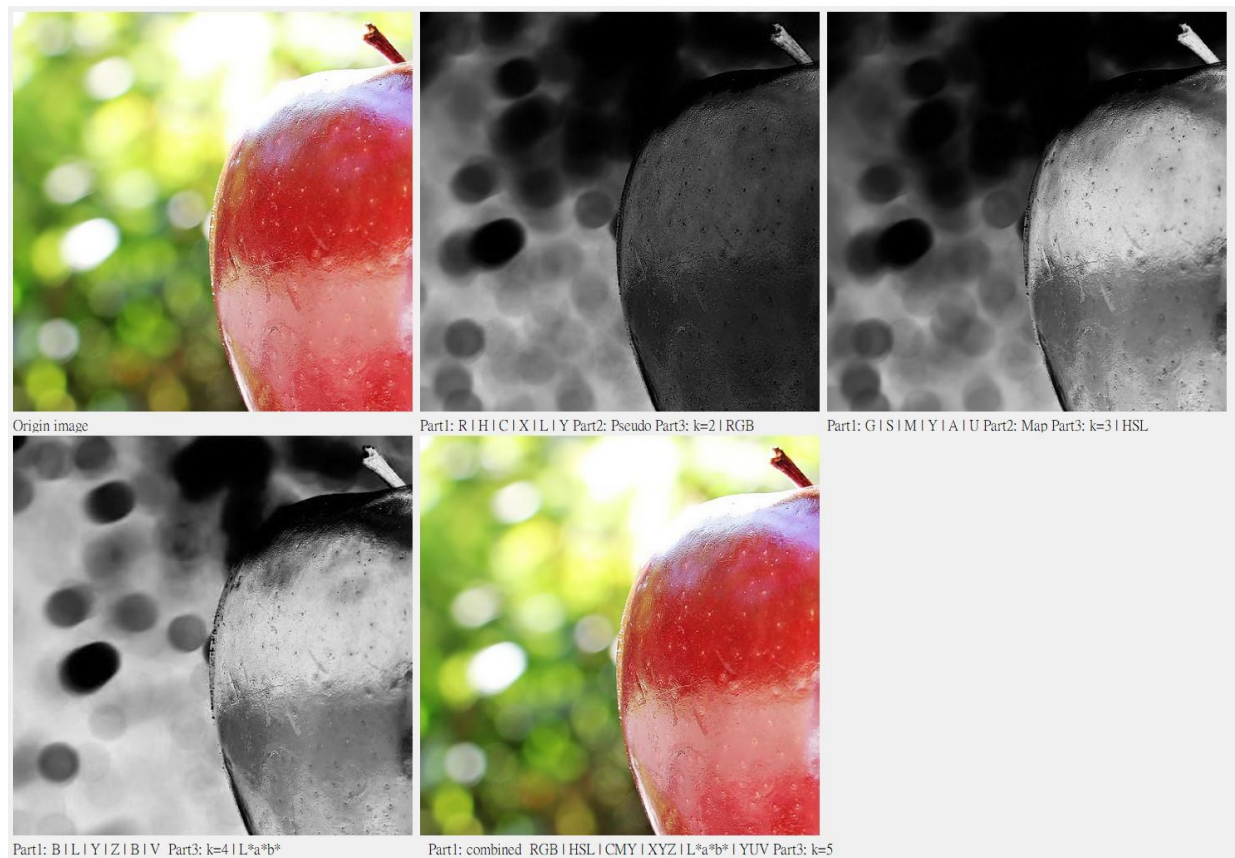 Origin image
Part1: R | H | C | X | L | Y Part2: Pseudo Part3: k=2 | RGB
Part1: G | S | M | Y | A | U Part2: Map Part3: k=3 | HSL
Part1: B | L | Y | Z | B | V  Part3: k=4 | L*a*b*
Part1: combined  RGB | HSL | CMY | XYZ | L*a*b* | YUV Part3: k=5